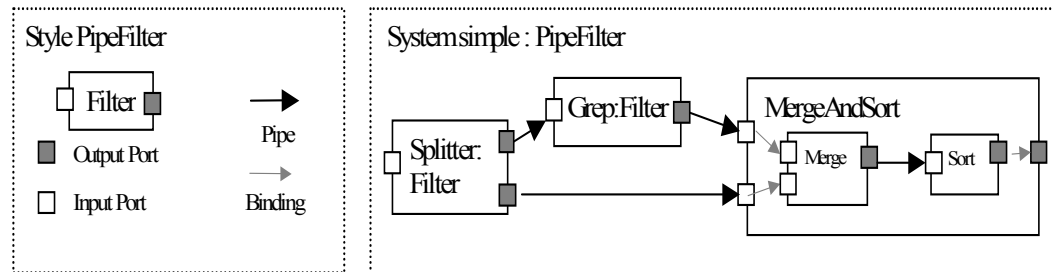 Style PipeFilter
Filter
Output Port
Input Port
Pipe
Binding
System simple : PipeFilter
Splitter:
Filter
Grep:Filter
MergeAndSort
Merge
Sort